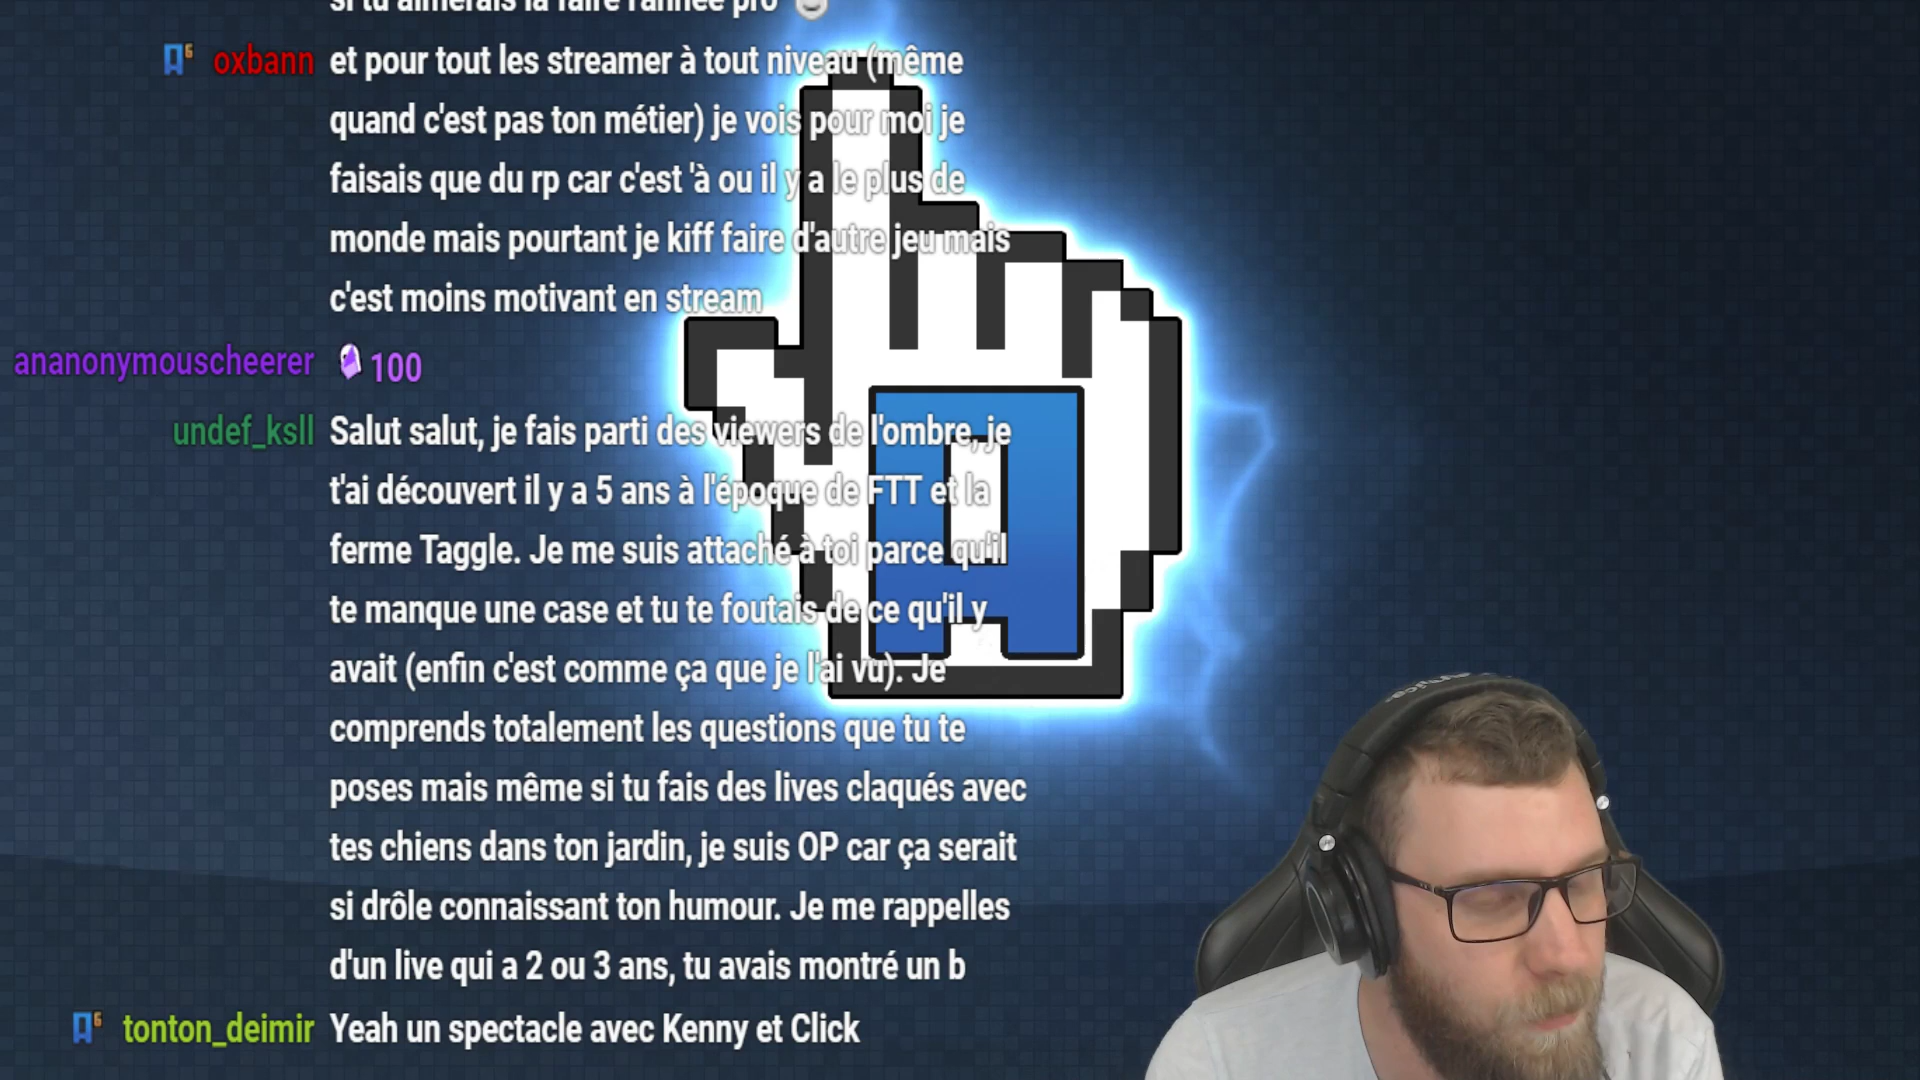 si tu aimerais la faire l'année pro
oxbann et pour tout les streamer à tout niveau (même
quand c'est pas ton métier) je vois pour moi je
faisais que du rp car c'est 'à ou il y a le plus de
monde mais pourtant je kiff faire d'autre jeu mais
c'est moins motivant en stream
ananonymouscheerer 100
undef_ksll Salut salut, je fais parti des viewers de l'ombre, je
t'ai découvert il y a 5 ans à l'époque de FTT et la
ferme Taggle. Je me suis attaché à toi parce qu'il
te manque une case et tu te foutais de ce qu'il y
avait (enfin c'est comme ça que je l'ai vu). Je
comprends totalement les questions que tu te
poses mais même si tu fais des lives claqués avec
tes chiens dans ton jardin, je suis OP car ça serait
si drôle connaissant ton humour. Je me rappelles
d'un live qui a 2 ou 3 ans, tu avais montré un b
tonton_deimir Yeah un spectacle avec Kenny et Click